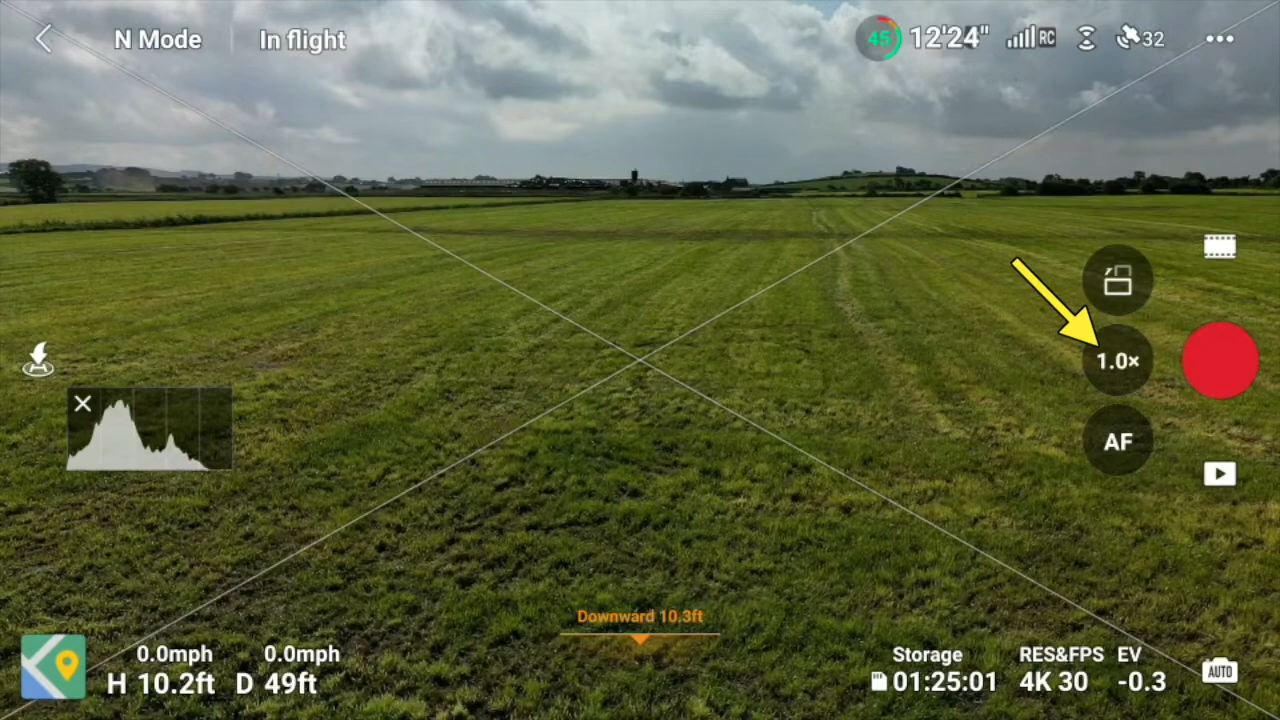 N Mode
In flight
45
12'24"
RC
32
1.0×
AF
Downward 10.3ft
0.0mph 0.0mph
H 10.2ft D 49ft
Storage RES&FPS EV
01:25:01 4K 30 -0.3
AUTO